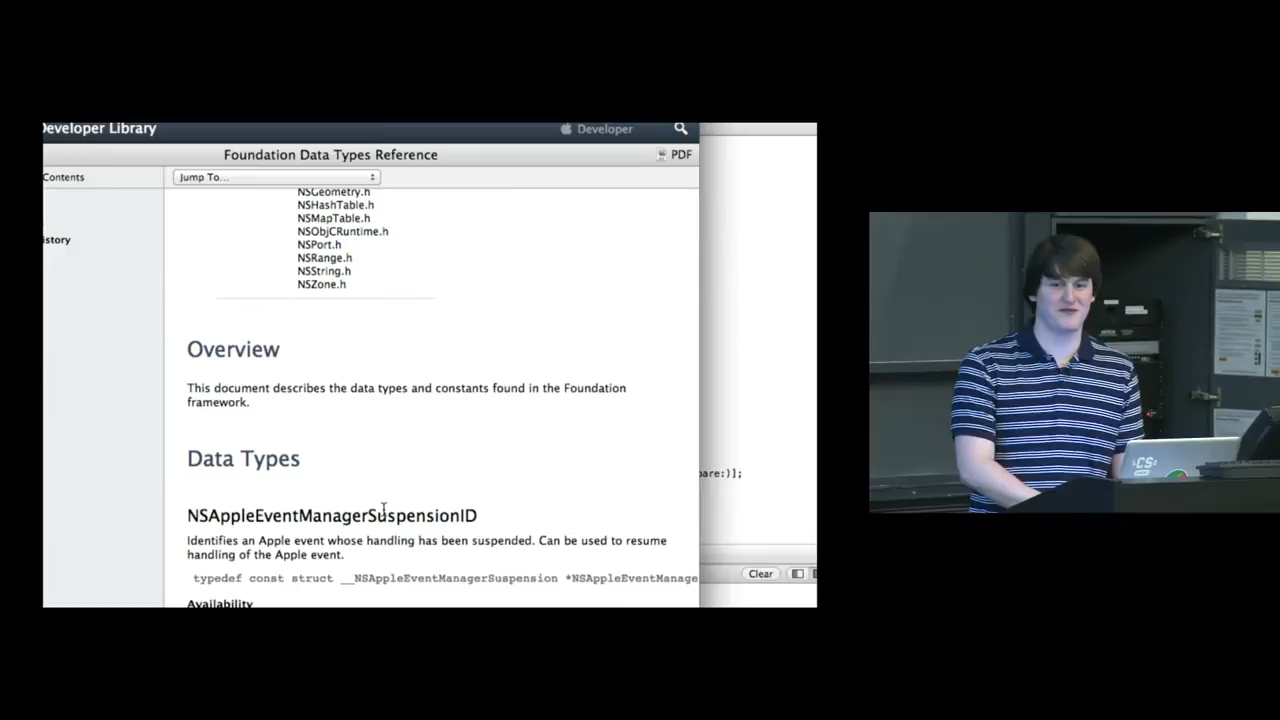 Developer Library
Developer
Foundation Data Types Reference
PDF
Contents
Jump To...
istory
NSGeometry.h
NSHashTable.h
NSMapTable.h
NSObjCRuntime.h
NSPort.h
NSRange.h
NSString.h
NSZone.h
Overview
This document describes the data types and constants found in the Foundation
framework.
Data Types
pare:)];
NSAppleEventManagerSuspensionID
Identifies an Apple event whose handling has been suspended. Can be used to resume
handling of the Apple event.
typedef const struct __NSAppleEventManagerSuspension *NSAppleEventManage
Clear
Availability
CS